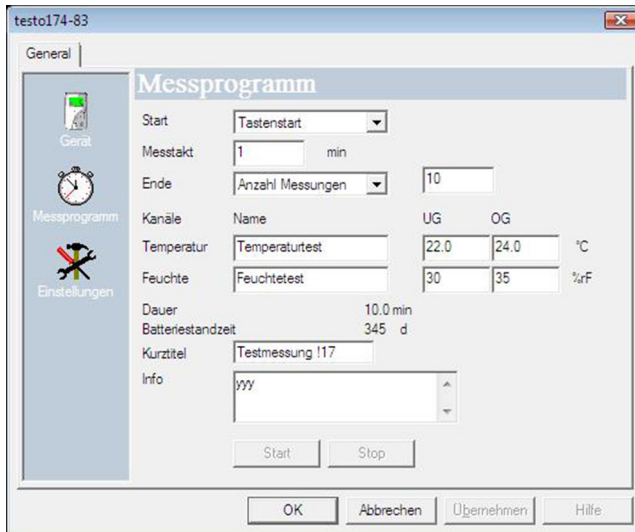 testo174-83
General
Messprogramm
Gerät
Messprogramm
Einstellungen
Start Tastenstart
Messtakt 1 min
Ende Anzahl Messungen 10
Kanäle Name UG OG
Temperatur Temperaturtest 22.0 24.0 °C
Feuchte Feuchtetest 30 35 %rF
Dauer 10.0 min
Batteriestandzeit 345 d
Kurztitel Testmessung !17
Info yyy
Start Stop
OK Abbrechen Übernehmen Hilfe